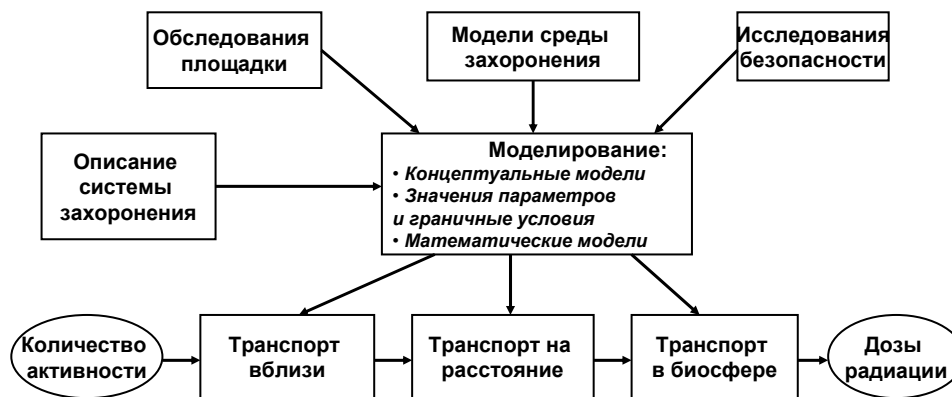 Обследования
площадки
Модели среды
захоронения
Исследования
безопасности
Описание
системы
захоронения
Моделирование:
• Концептуальные модели
• Значения параметров
и граничные условия
• Математические модели
Количество
активности
Транспорт
вблизи
Транспорт на
расстояние
Транспорт
в биосфере
Дозы
радиации